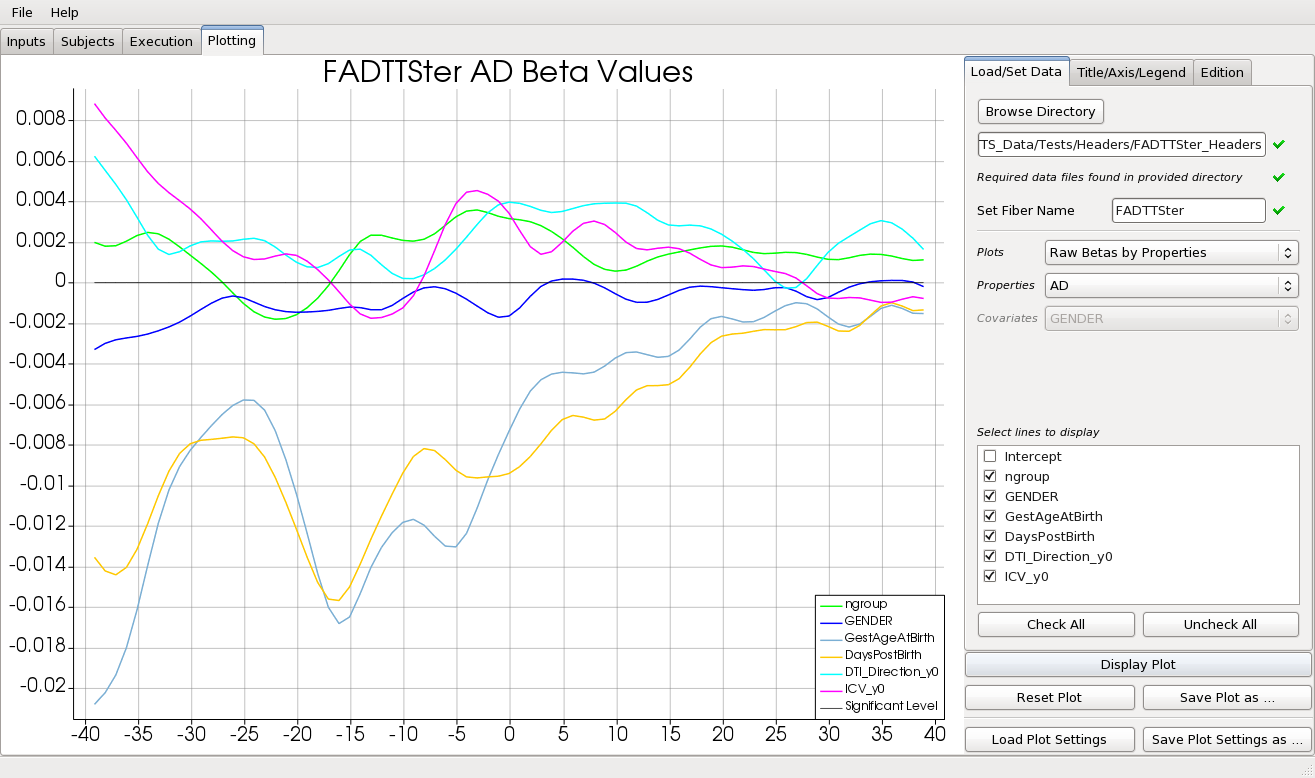 File Help
Inputs Subjects Execution Plotting
FADTTSter AD Beta Values
0.008
0.006
0.004
0.002
0
-0.002
-0.004
-0.006
-0.008
-0.01
-0.012
-0.014
-0.016
-0.018
-0.02
-40 -35 -30 -25 -20 -15 -10 -5 0 5 10 15 20 25 30 35 40
ngroup
GENDER
GestAgeAtBirth
DaysPostBirth
DTI_Direction_y0
ICV_y0
Significant Level
Load/Set Data Title/Axis/Legend Edition
Browse Directory
TS_Data/Tests/Headers/FADTTSter_Headers
Required data files found in provided directory
Set Fiber Name FADTTSter
Plots Raw Betas by Properties
Properties AD
Covariates GENDER
Select lines to display
Intercept
ngroup
GENDER
GestAgeAtBirth
DaysPostBirth
DTI_Direction_y0
ICV_y0
Check All Uncheck All
Display Plot
Reset Plot Save Plot as ...
Load Plot Settings Save Plot Settings as ...